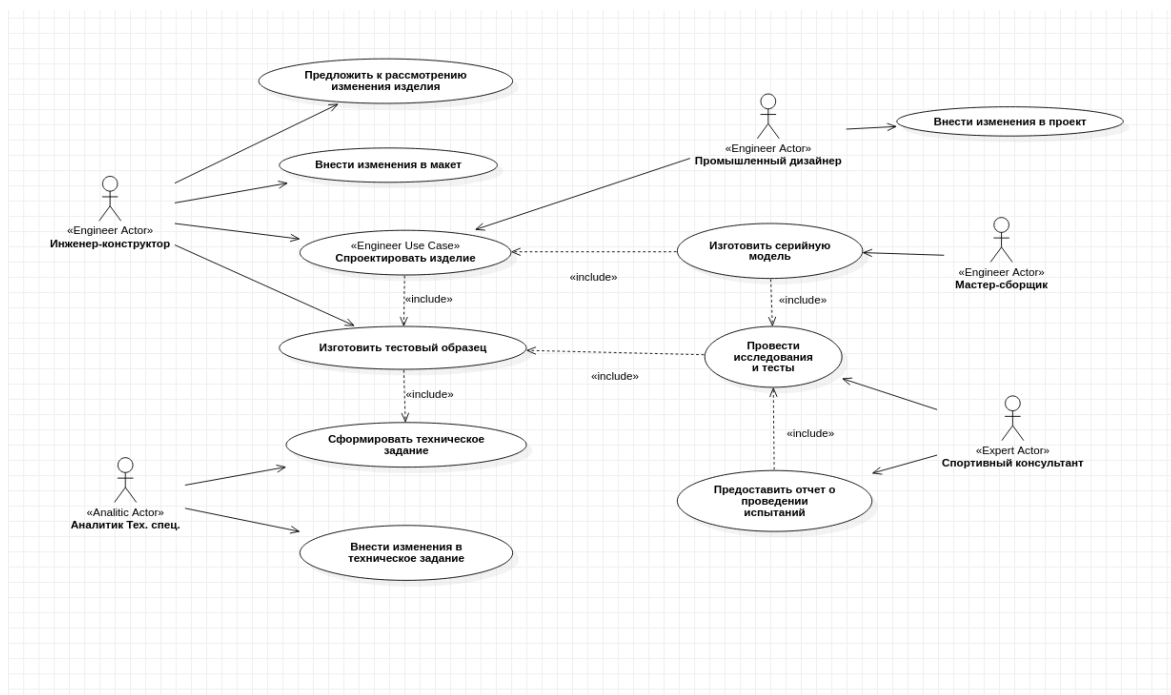 Предложить к рассмотрению
изменения изделия
«Engineer Actor»
Промышленный дизайнер
Внести изменения в проект
Внести изменения в макет
«Engineer Actor»
Инженер-конструктор
«Engineer Use Case»
Спроектировать изделие
«include»
Изготовить серийную
модель
«Engineer Actor»
Мастер-сборщик
«include»
«include»
Изготовить тестовый образец
«include»
Провести
исследования
и тесты
«include»
Сформировать техническое
задание
«include»
«Expert Actor»
Спортивный консультант
«Analitic Actor»
Аналитик Тех. спец.
Предоставить отчет о
проведении
испытаний
Внести изменения в
техническое задание